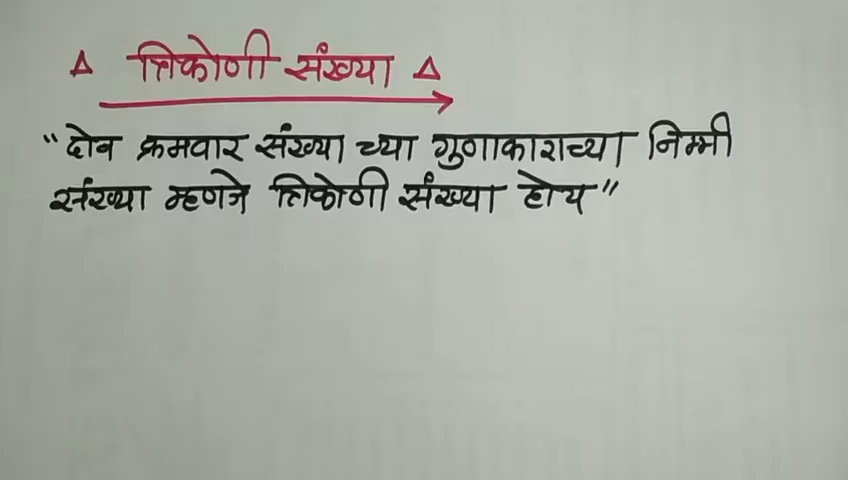 △ त्रिकोणी संख्या △
"दोन क्रमवार संख्या च्या गुणाकाराच्या निम्मी
संख्या म्हणजे त्रिकोणी संख्या होय"